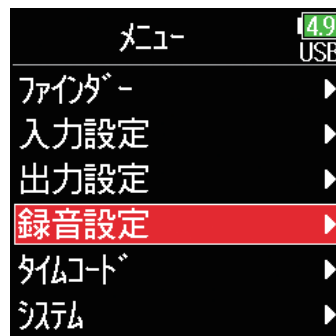 メニュー
4.9
USB
ファインダー
入力設定
出力設定
録音設定
タイムコード
システム